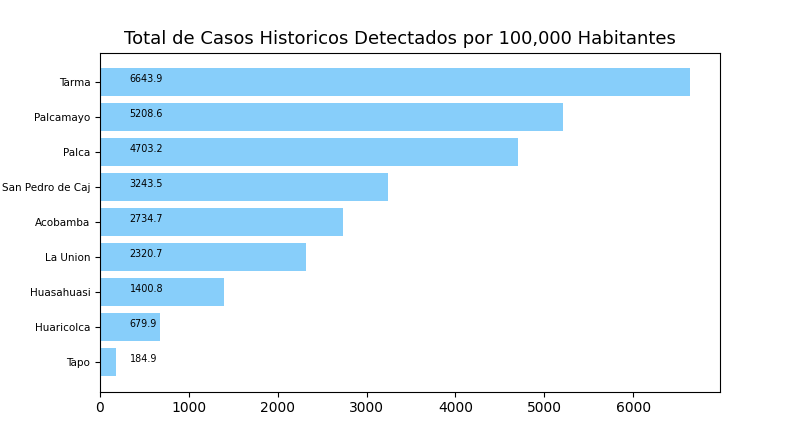 Total de Casos Historicos Detectados por 100,000 Habitantes
Tarma 6643.9
Palcamayo 5208.6
Palca 4703.2
San Pedro de Caj 3243.5
Acobamba 2734.7
La Union 2320.7
Huasahuasi 1400.8
Huaricolca 679.9
Tapo 184.9
0 1000 2000 3000 4000 5000 6000